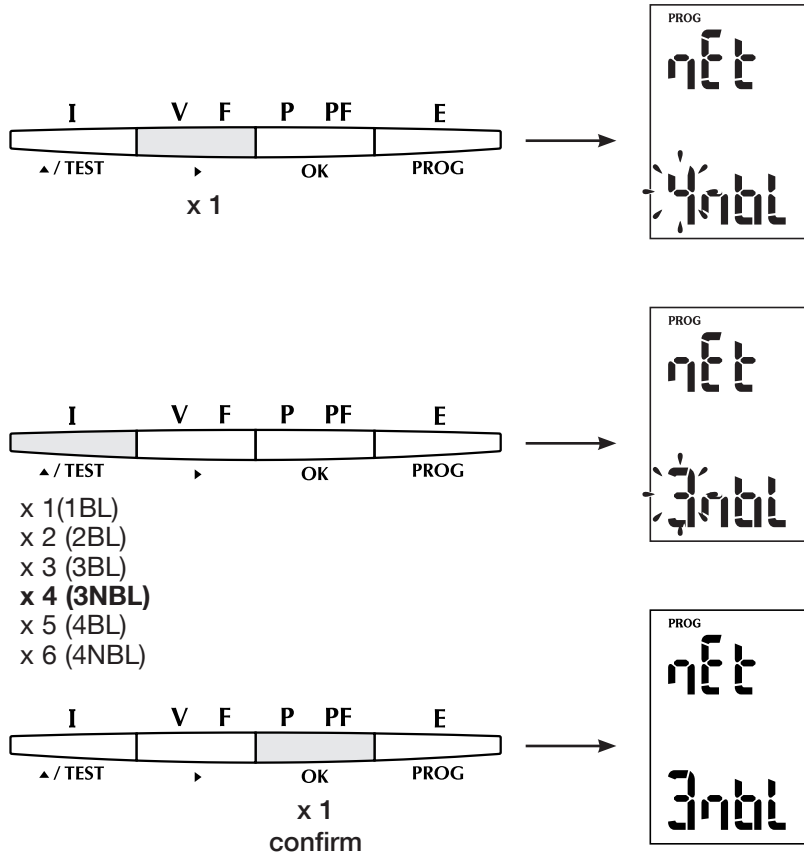 I V F P PF E
▲ / TEST ► OK PROG
x 1
PROG
nEt
4nbL
I V F P PF E
▲ / TEST ► OK PROG
x 1(1BL)
x 2 (2BL)
x 3 (3BL)
x 4 (3NBL)
x 5 (4BL)
x 6 (4NBL)
PROG
nEt
3nbL
I V F P PF E
▲ / TEST ► OK PROG
x 1
confirm
PROG
nEt
3nbL